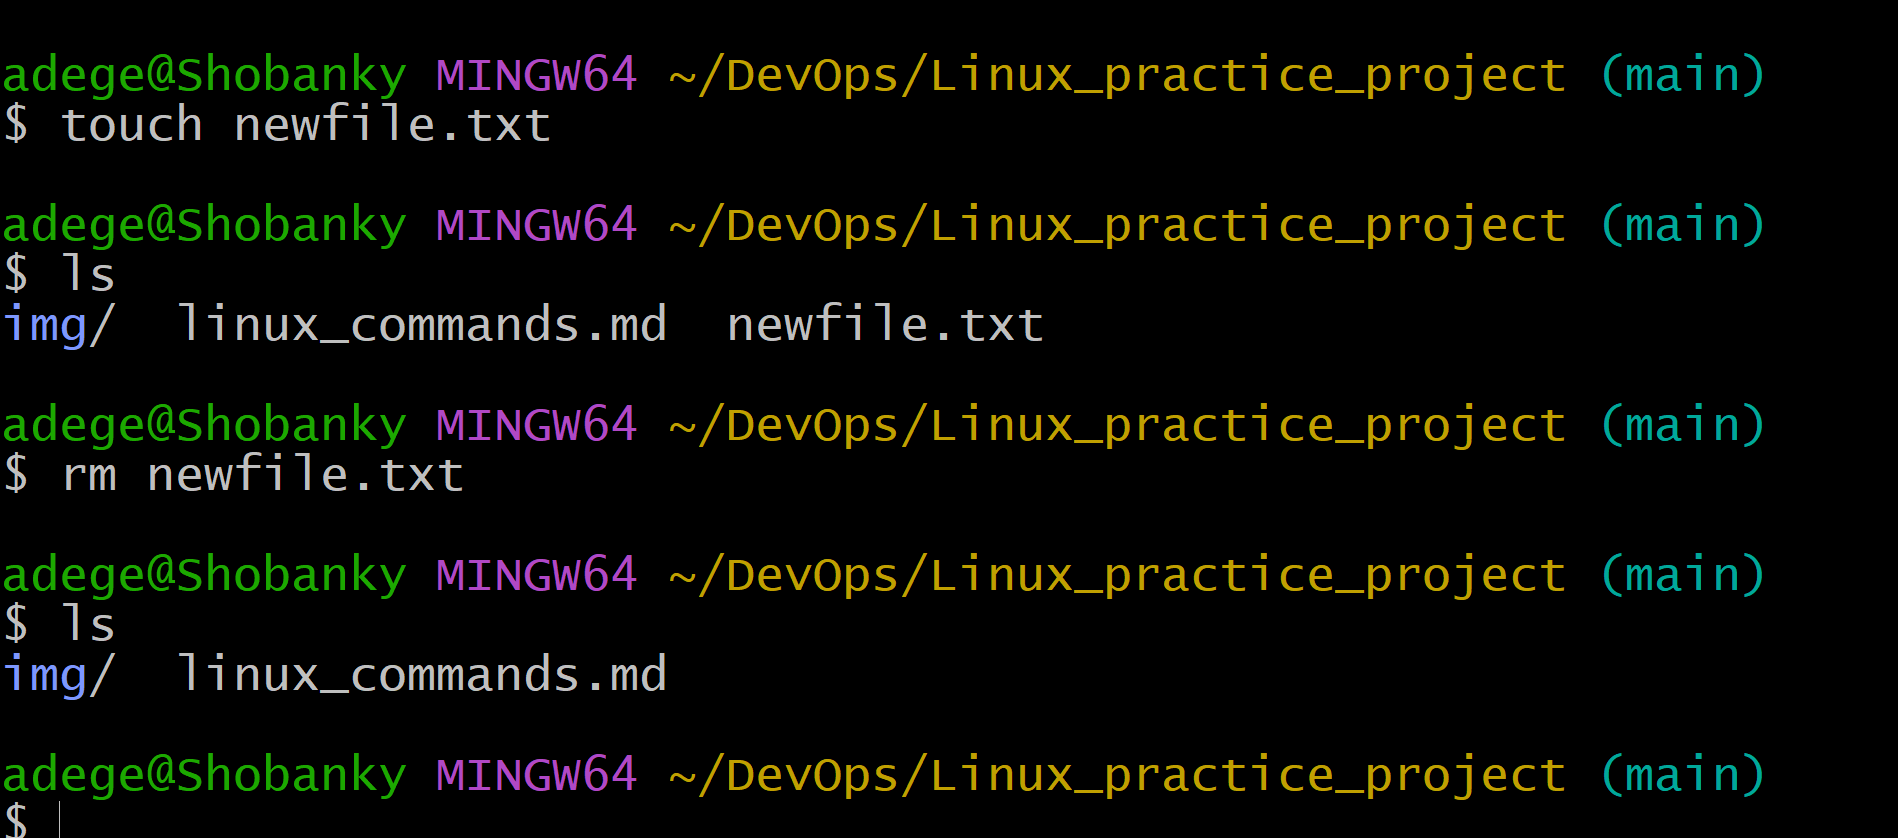 adege@Shobanky MINGW64 ~/DevOps/Linux_practice_project (main)
$ touch newfile.txt
adege@Shobanky MINGW64 ~/DevOps/Linux_practice_project (main)
$ ls
img/  linux_commands.md  newfile.txt
adege@Shobanky MINGW64 ~/DevOps/Linux_practice_project (main)
$ rm newfile.txt
adege@Shobanky MINGW64 ~/DevOps/Linux_practice_project (main)
$ ls
img/  linux_commands.md
adege@Shobanky MINGW64 ~/DevOps/Linux_practice_project (main)
$